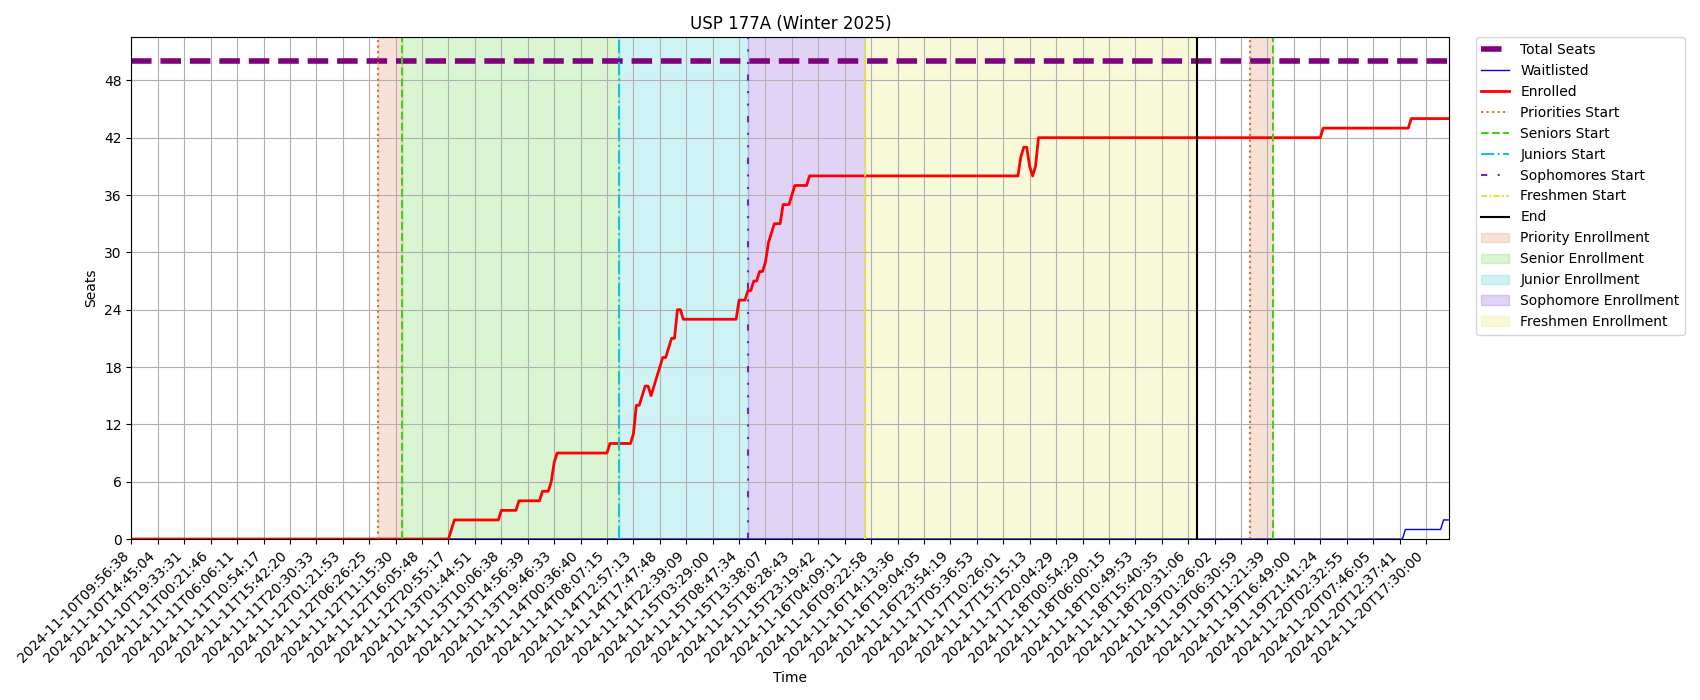 USP 177A (Winter 2025)
Total Seats
Waitlisted
Enrolled
Priorities Start
Seniors Start
Juniors Start
Sophomores Start
Freshmen Start
End
Priority Enrollment
Senior Enrollment
Junior Enrollment
Sophomore Enrollment
Freshmen Enrollment
Seats
48
42
36
30
24
18
12
6
0
2024-11-10T09:56:38
2024-11-10T14:45:04
2024-11-10T19:33:31
2024-11-11T00:21:46
2024-11-11T06:06:11
2024-11-11T10:54:17
2024-11-11T15:42:20
2024-11-11T20:30:33
2024-11-12T01:21:53
2024-11-12T06:26:25
2024-11-12T11:15:30
2024-11-12T16:05:48
2024-11-12T20:55:17
2024-11-13T01:44:51
2024-11-13T10:06:38
2024-11-13T14:56:39
2024-11-13T19:46:33
2024-11-14T00:36:40
2024-11-14T08:07:15
2024-11-14T12:57:13
2024-11-14T17:47:48
2024-11-14T22:39:09
2024-11-15T03:29:00
2024-11-15T08:47:34
2024-11-15T13:38:07
2024-11-15T18:28:43
2024-11-15T23:19:42
2024-11-16T04:09:11
2024-11-16T09:22:58
2024-11-16T14:13:36
2024-11-16T19:04:05
2024-11-16T23:54:19
2024-11-17T05:36:53
2024-11-17T10:26:01
2024-11-17T15:15:13
2024-11-17T20:04:29
2024-11-18T00:54:29
2024-11-18T06:00:15
2024-11-18T10:49:53
2024-11-18T15:40:35
2024-11-18T20:31:06
2024-11-19T01:26:02
2024-11-19T06:30:59
2024-11-19T11:21:39
2024-11-19T16:49:00
2024-11-19T21:41:24
2024-11-20T02:32:55
2024-11-20T07:46:05
2024-11-20T12:37:41
2024-11-20T17:30:00
Time